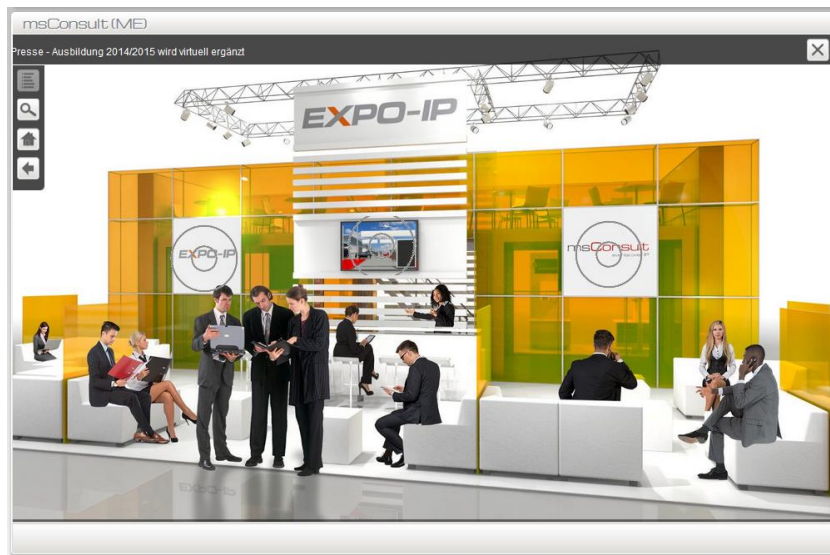 msConsult (ME)
Presse - Ausbildung 2014/2015 wird virtuell ergänzt
EXPO-IP
EXPO-IP
msConsult
EXPO-IP